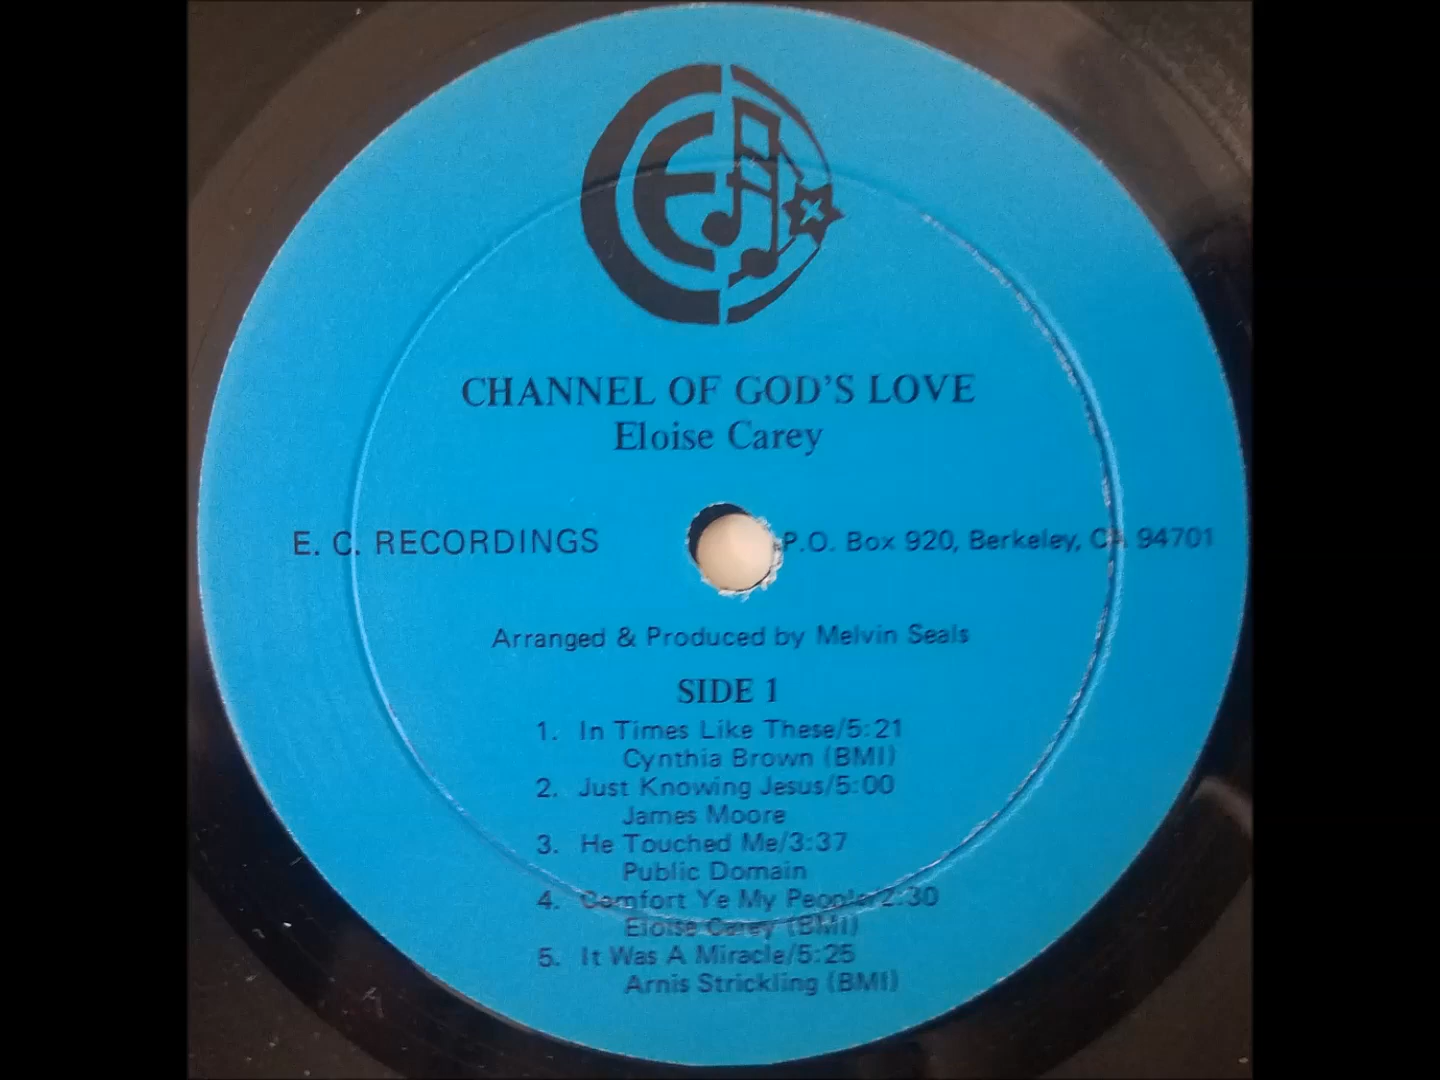 CHANNEL OF GOD'S LOVE
Eloise Carey
E. C. RECORDINGS P.O. Box 920, Berkeley, CA 94701
Arranged & Produced by Melvin Seals
SIDE 1
1. In Times Like These/5:21
Cynthia Brown (BMI)
2. Just Knowing Jesus/5:00
James Moore
3. He Touched Me/3:37
Public Domain
4. Comfort Ye My People/2:30
Eloise Carey (BMI)
5. It Was A Miracle/5:25
Arnis Strickling (BMI)